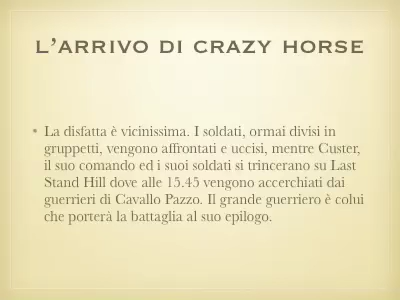 L'ARRIVO DI CRAZY HORSE
La disfatta è vicinissima. I soldati, ormai divisi in
gruppetti, vengono affrontati e uccisi, mentre Custer,
il suo comando ed i suoi soldati si trincerano su Last
Stand Hill dove alle 15.45 vengono accerchiati dai
guerrieri di Cavallo Pazzo. Il grande guerriero è colui
che porterà la battaglia al suo epilogo.